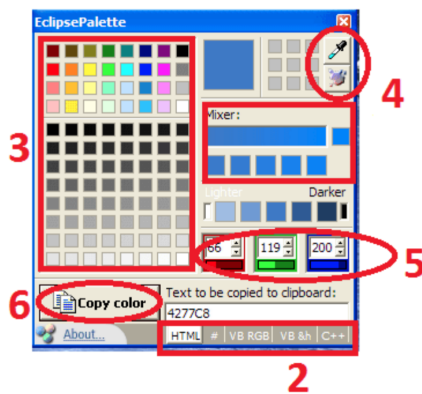 EclipsePalette
4
Mixer:
3
Lighter Darker
66 119 200
5
6
Copy color
Text to be copied to clipboard:
4277C8
About...
HTML # VB RGB VB &h C++
2